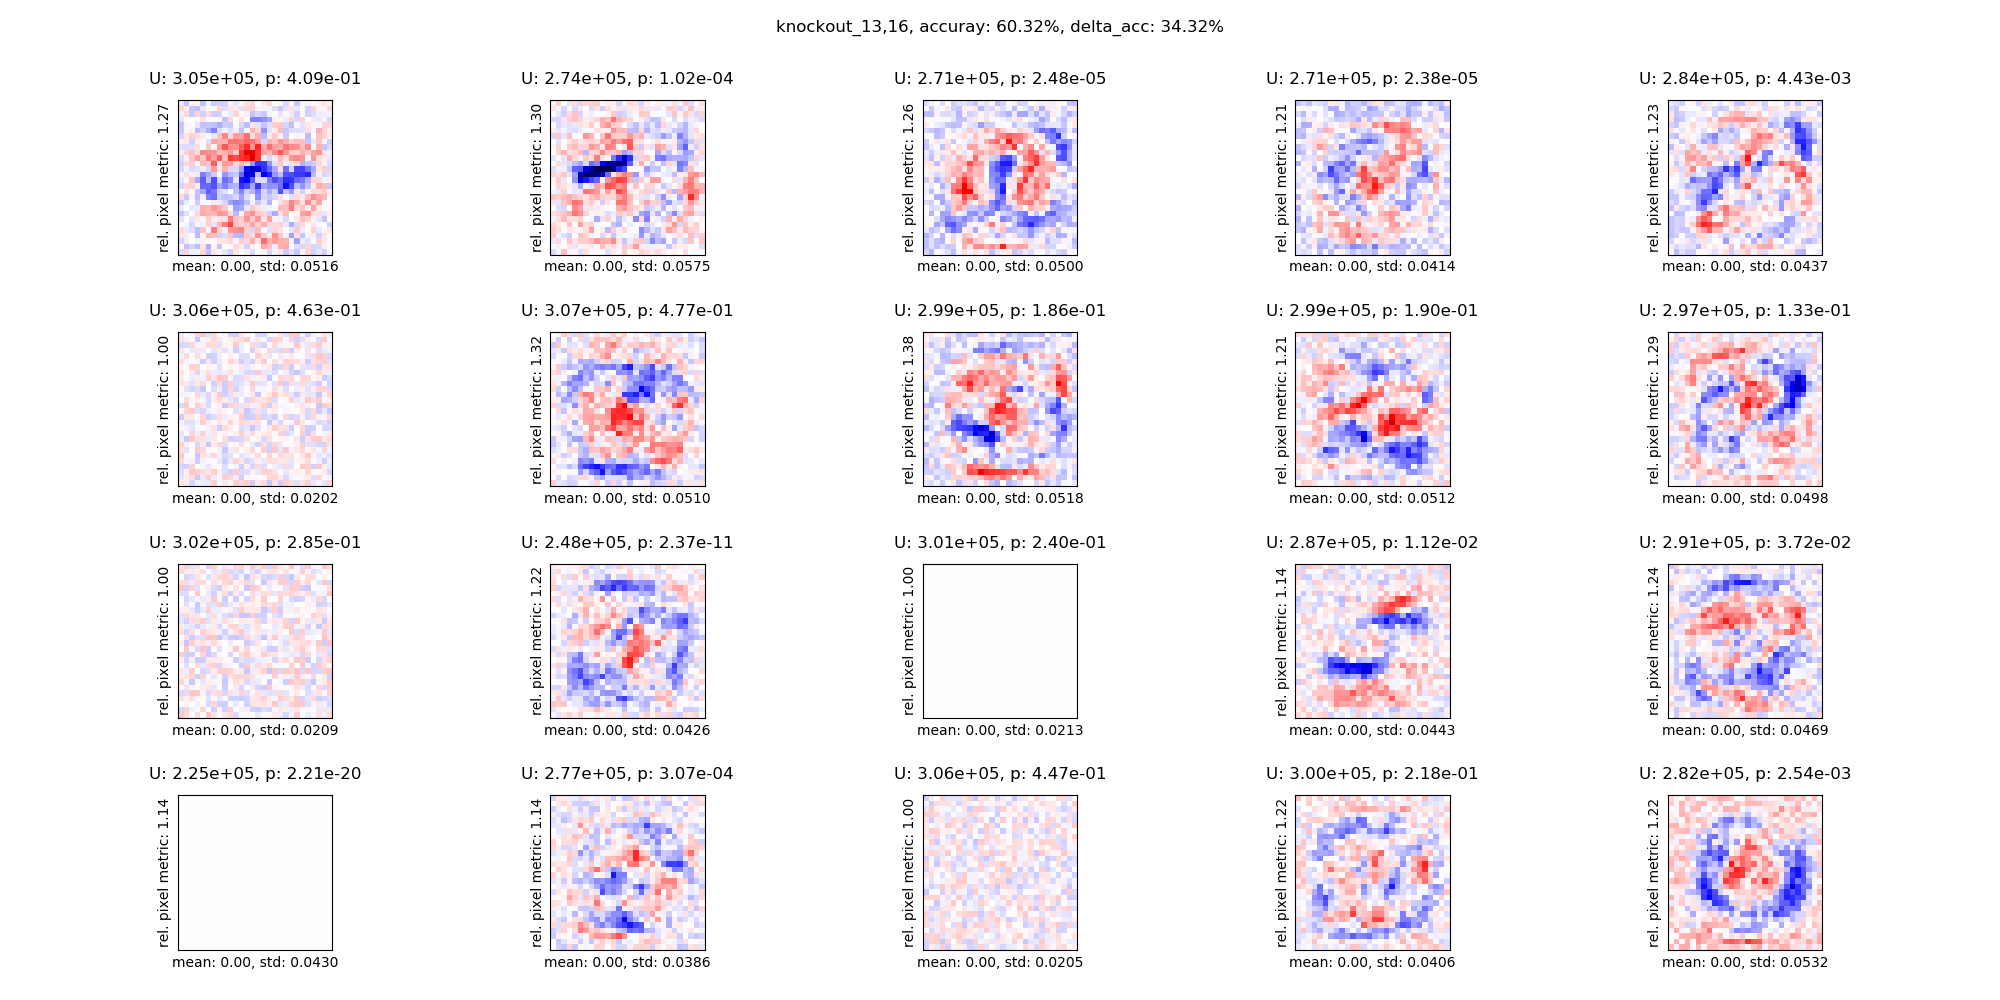 knockout_13,16, accuray: 60.32%, delta_acc: 34.32%
U: 3.05e+05, p: 4.09e-01
rel. pixel metric: 1.27
mean: 0.00, std: 0.0516
U: 2.74e+05, p: 1.02e-04
rel. pixel metric: 1.30
mean: 0.00, std: 0.0575
U: 2.71e+05, p: 2.48e-05
rel. pixel metric: 1.26
mean: 0.00, std: 0.0500
U: 2.71e+05, p: 2.38e-05
rel. pixel metric: 1.21
mean: 0.00, std: 0.0414
U: 2.84e+05, p: 4.43e-03
rel. pixel metric: 1.23
mean: 0.00, std: 0.0437
U: 3.06e+05, p: 4.63e-01
rel. pixel metric: 1.00
mean: 0.00, std: 0.0202
U: 3.07e+05, p: 4.77e-01
rel. pixel metric: 1.32
mean: 0.00, std: 0.0510
U: 2.99e+05, p: 1.86e-01
rel. pixel metric: 1.38
mean: 0.00, std: 0.0518
U: 2.99e+05, p: 1.90e-01
rel. pixel metric: 1.21
mean: 0.00, std: 0.0512
U: 2.97e+05, p: 1.33e-01
rel. pixel metric: 1.29
mean: 0.00, std: 0.0498
U: 3.02e+05, p: 2.85e-01
rel. pixel metric: 1.00
mean: 0.00, std: 0.0209
U: 2.48e+05, p: 2.37e-11
rel. pixel metric: 1.22
mean: 0.00, std: 0.0426
U: 3.01e+05, p: 2.40e-01
rel. pixel metric: 1.00
mean: 0.00, std: 0.0213
U: 2.87e+05, p: 1.12e-02
rel. pixel metric: 1.14
mean: 0.00, std: 0.0443
U: 2.91e+05, p: 3.72e-02
rel. pixel metric: 1.24
mean: 0.00, std: 0.0469
U: 2.25e+05, p: 2.21e-20
rel. pixel metric: 1.14
mean: 0.00, std: 0.0430
U: 2.77e+05, p: 3.07e-04
rel. pixel metric: 1.14
mean: 0.00, std: 0.0386
U: 3.06e+05, p: 4.47e-01
rel. pixel metric: 1.00
mean: 0.00, std: 0.0205
U: 3.00e+05, p: 2.18e-01
rel. pixel metric: 1.22
mean: 0.00, std: 0.0406
U: 2.82e+05, p: 2.54e-03
rel. pixel metric: 1.22
mean: 0.00, std: 0.0532